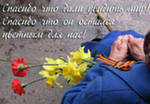 Спасибо что дали увидеть мир!
Спасибо что он остался
цветным для нас!